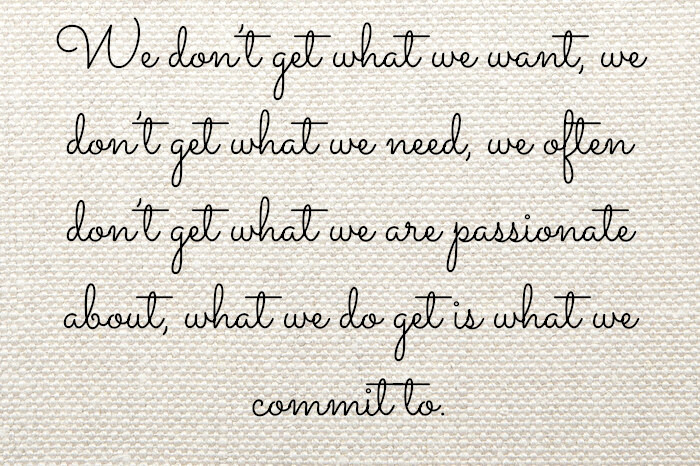 We don't get what we want, we
don't get what we need, we often
don't get what we are passionate
about, what we do get is what we
commit to.